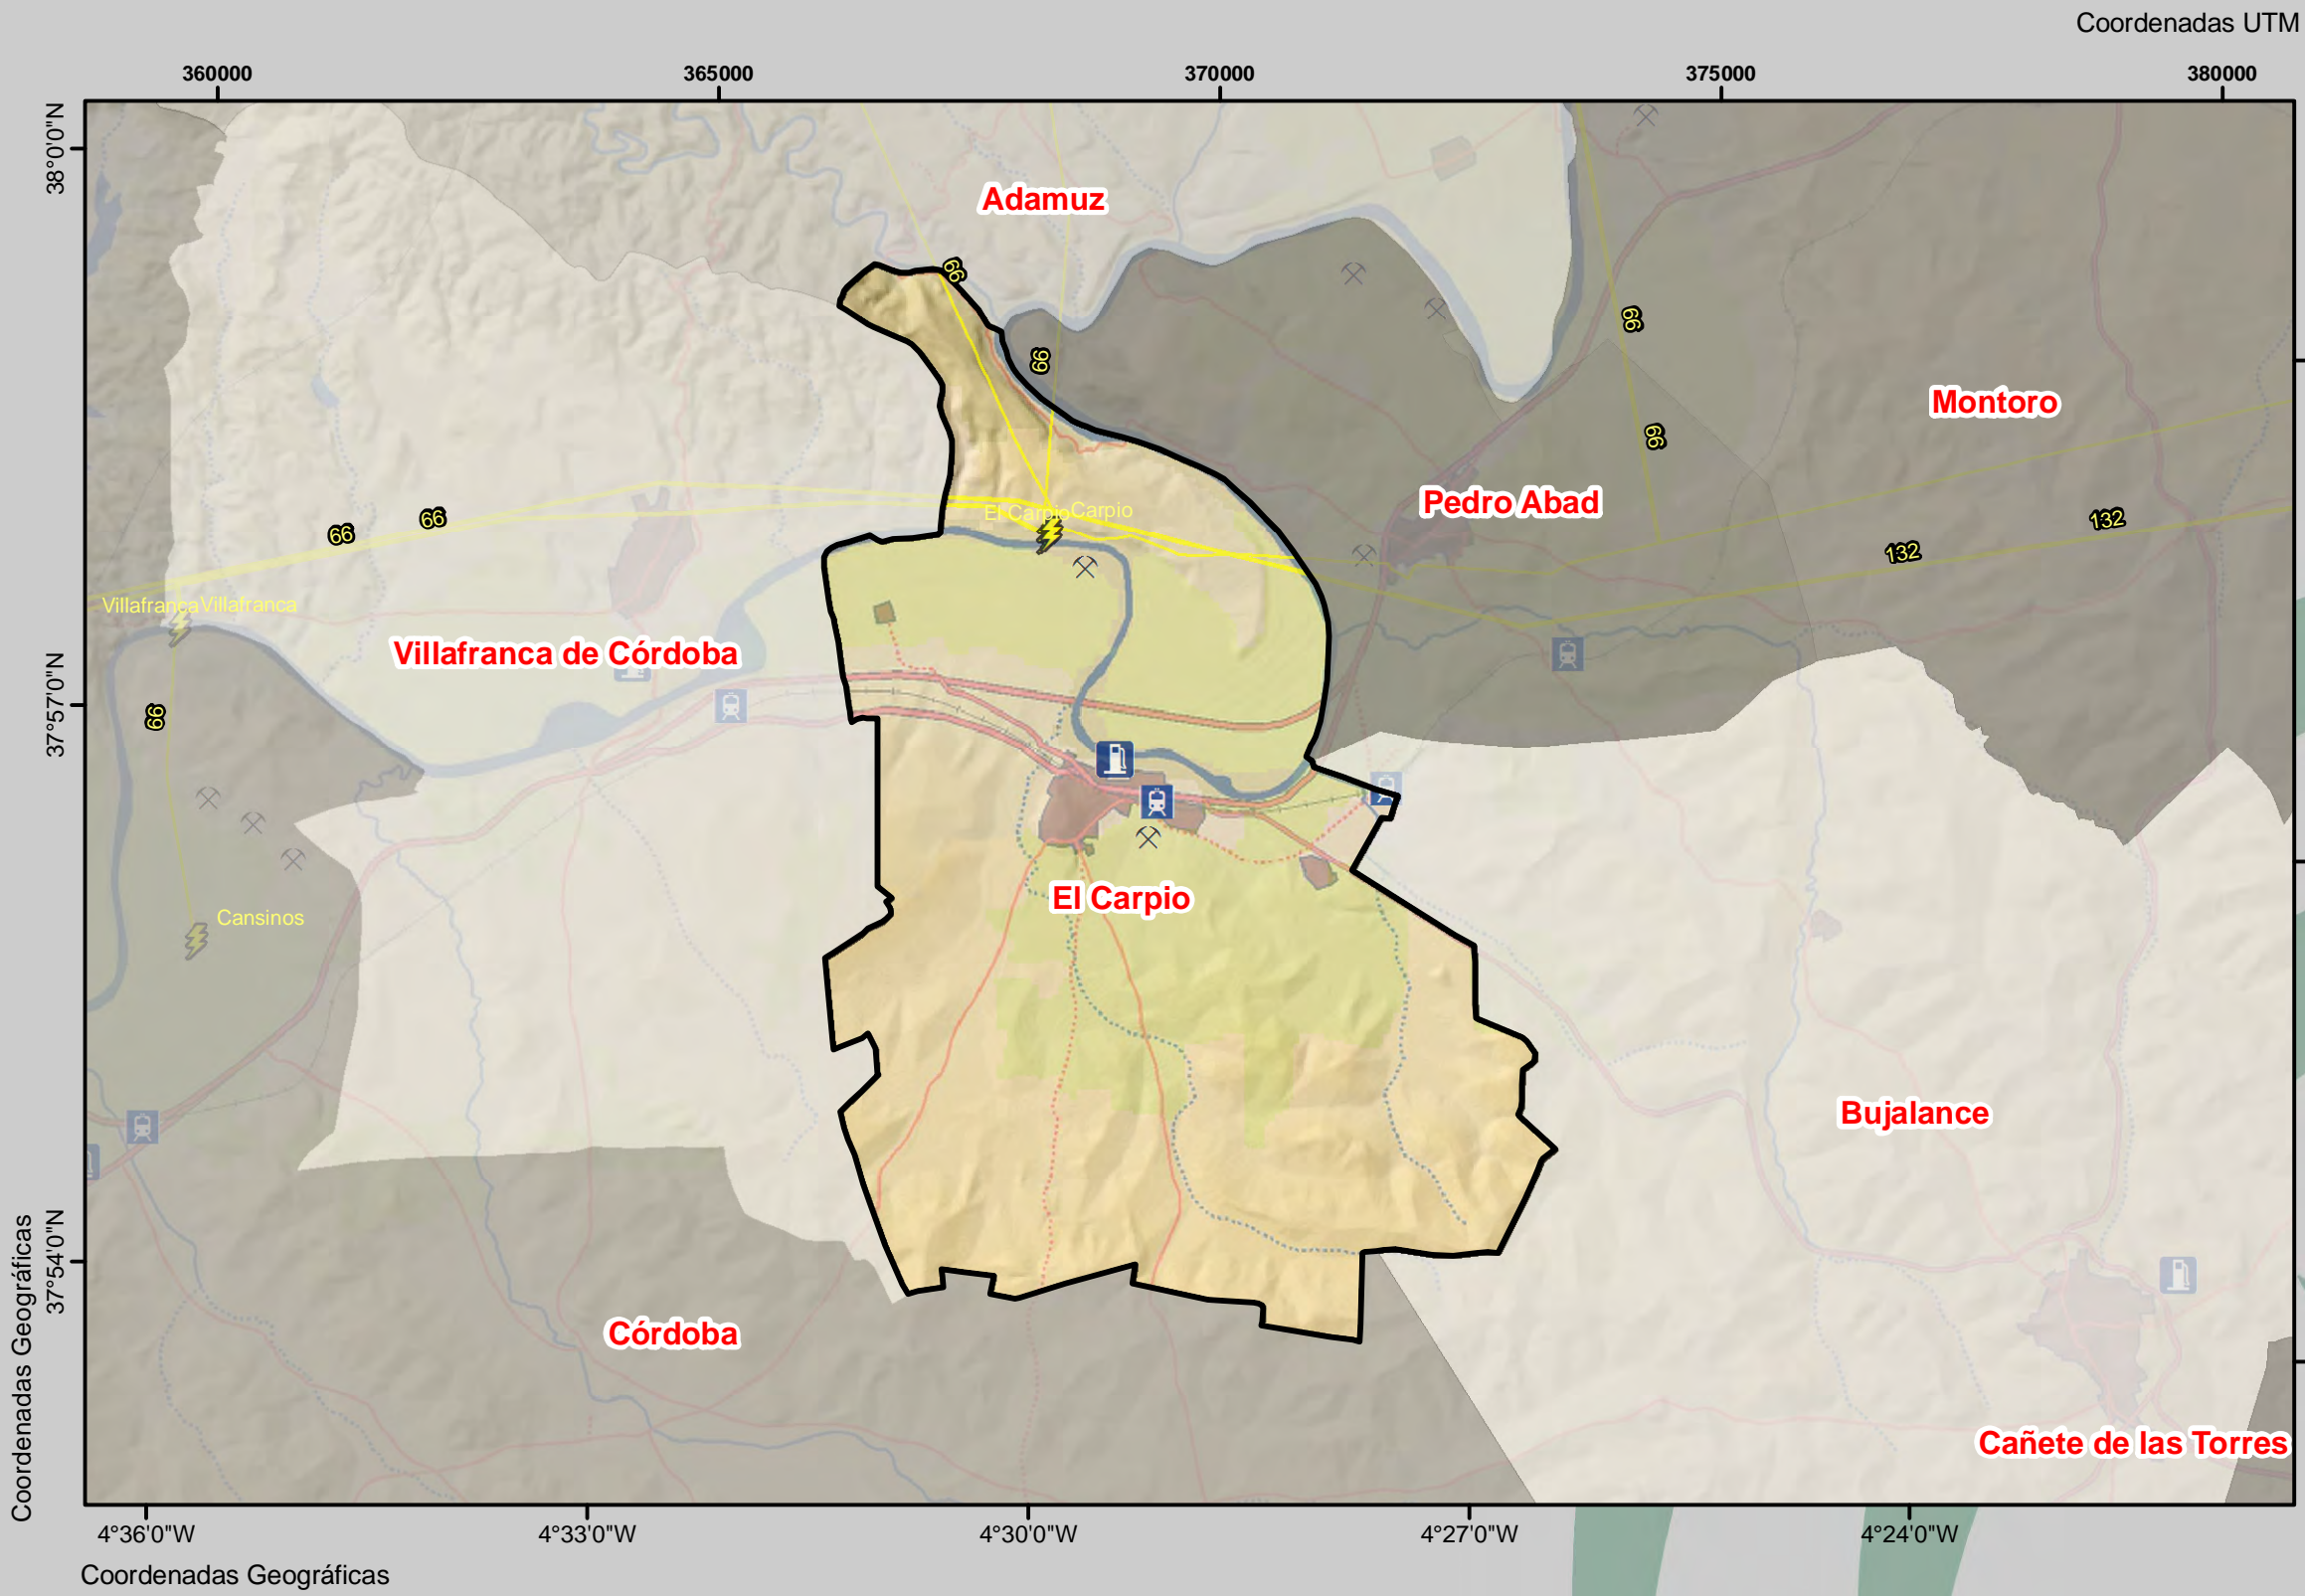 Coordenadas UTM
360000
365000
370000
375000
380000
38°0'0"N
Adamuz
66
66
66
Montoro
66
Pedro Abad
El Carpio
Carpio
66
66
132
132
Villafranca
Villafranca
Villafranca de Córdoba
37°57'0"N
66
El Carpio
Cansinos
Bujalance
37°54'0"N
Coordenadas Geográficas
Córdoba
Cañete de las Torres
4°36'0"W
4°33'0"W
4°30'0"W
4°27'0"W
4°24'0"W
Coordenadas Geográficas